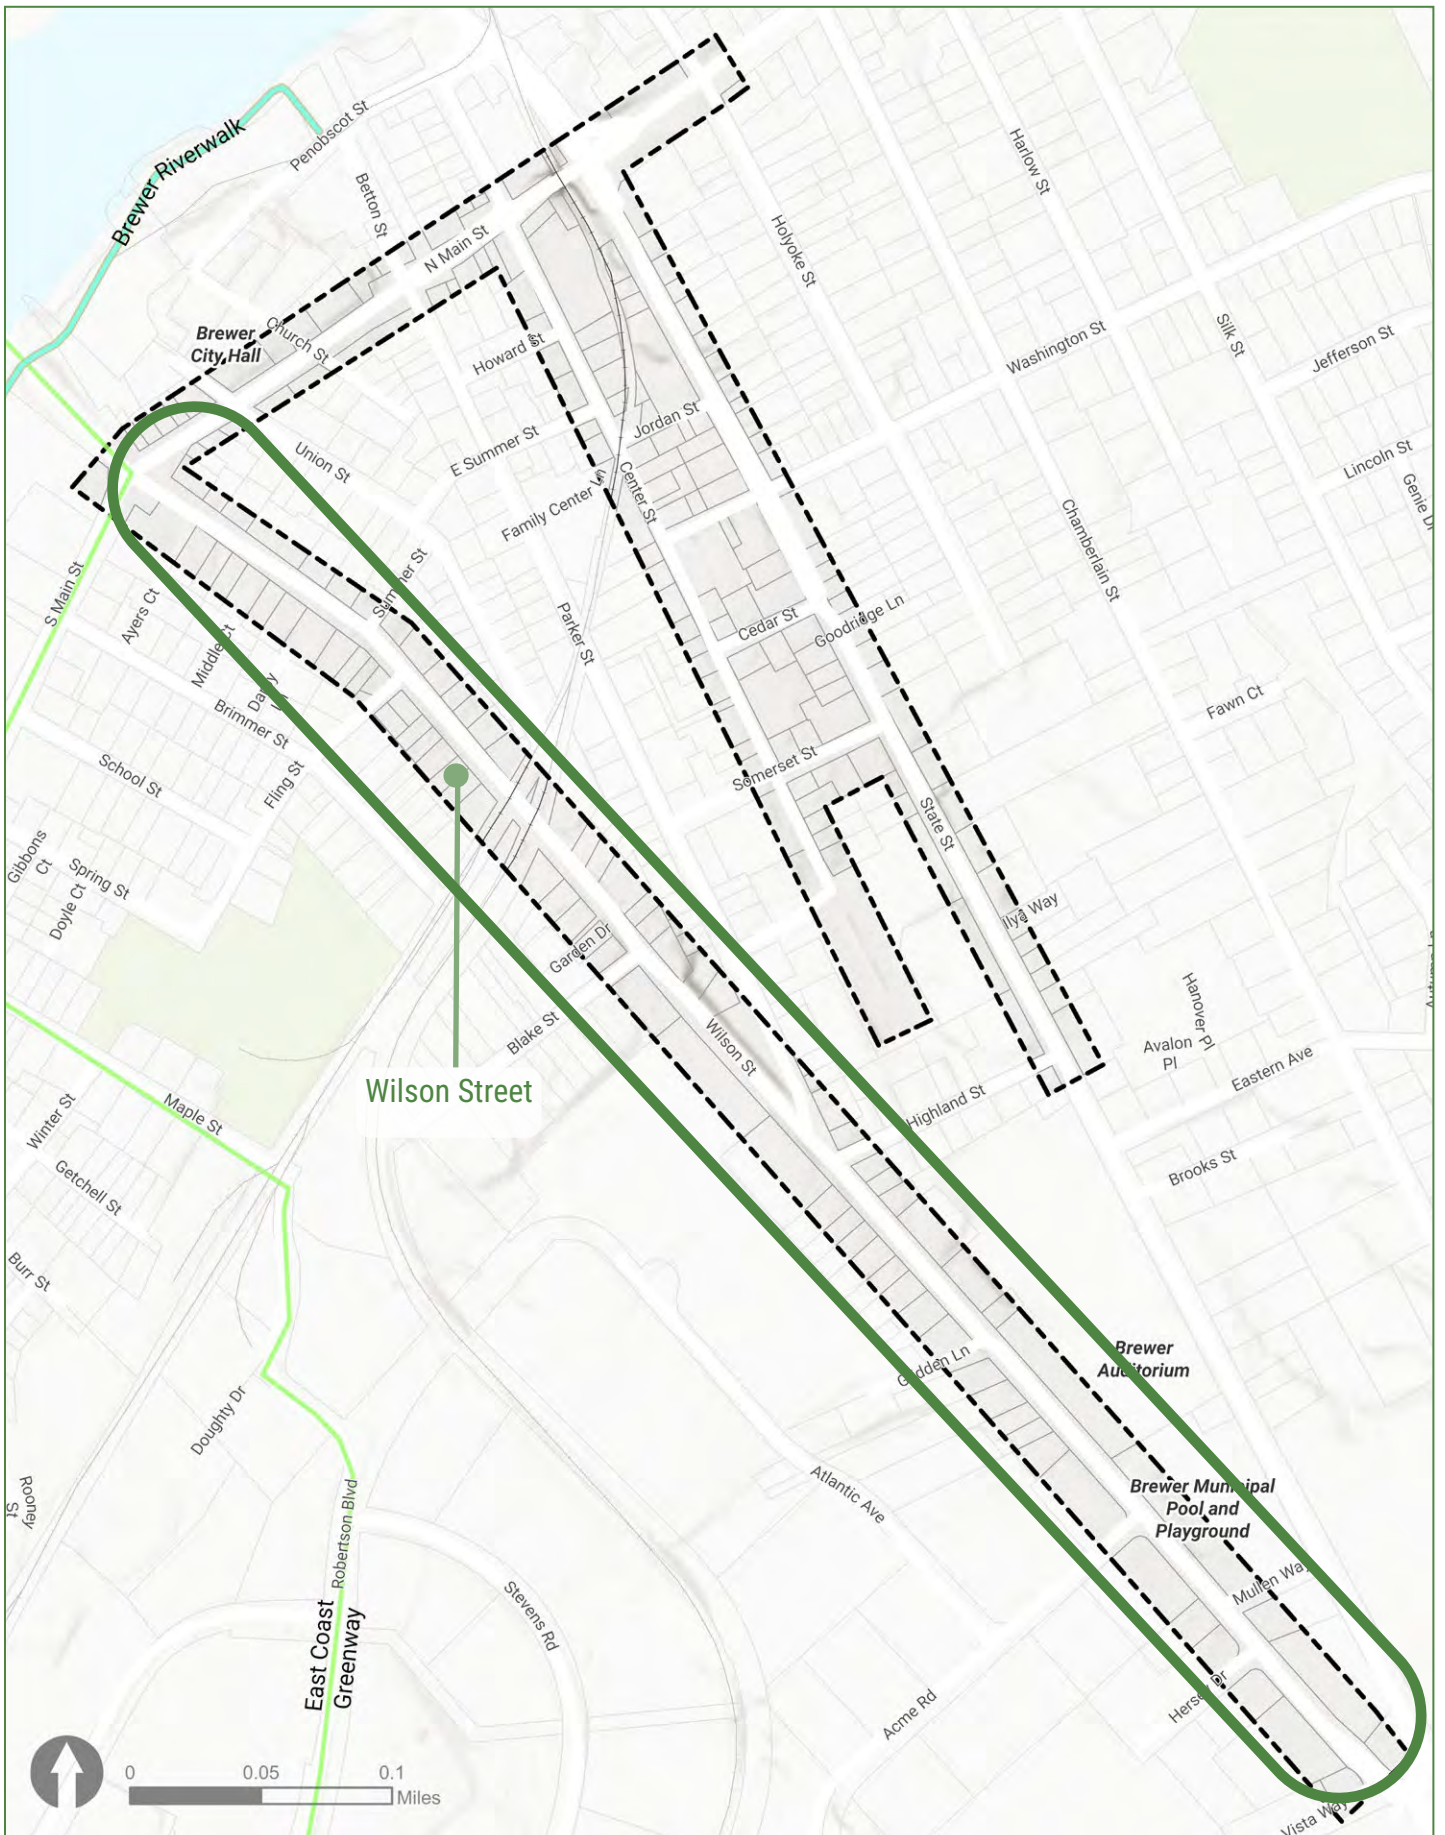 Penobscot St
Brewer Riverwalk
Betton St
N Main St
Harlow St
Holyoke St
Brewer
City Hall
Church St
Howard St
Washington St
Silk St
Jefferson St
Jordan St
E Summer St
Union St
Center St
Family Center
Lincoln St
Genie Dr
Chamberlain St
S Main St
Ayers Ct
Middle Ct
Summer St
Parker St
Cedar St
Goodridge Ln
Brimmer St
Fawn Ct
School St
Fling St
Somerset St
State St
Gibbons
Ct
Spring St
Doyle Ct
Garden Dr
Blake St
Wilson St
Hanover Pl
Avalon
Pl
Eastern Ave
Wilson Street
Highland St
Brooks St
Winter St
Maple St
Getchell St
Burr St
Brewer
Auditorium
Doughty Dr
Atlantic Ave
Rooney
St
Robertson Blvd
Brewer Municipal
Pool and
Playground
Mullen Way
Stevens Rd
East Coast
Greenway
Acme Rd
0 0.05 0.1
Miles
Vista Way